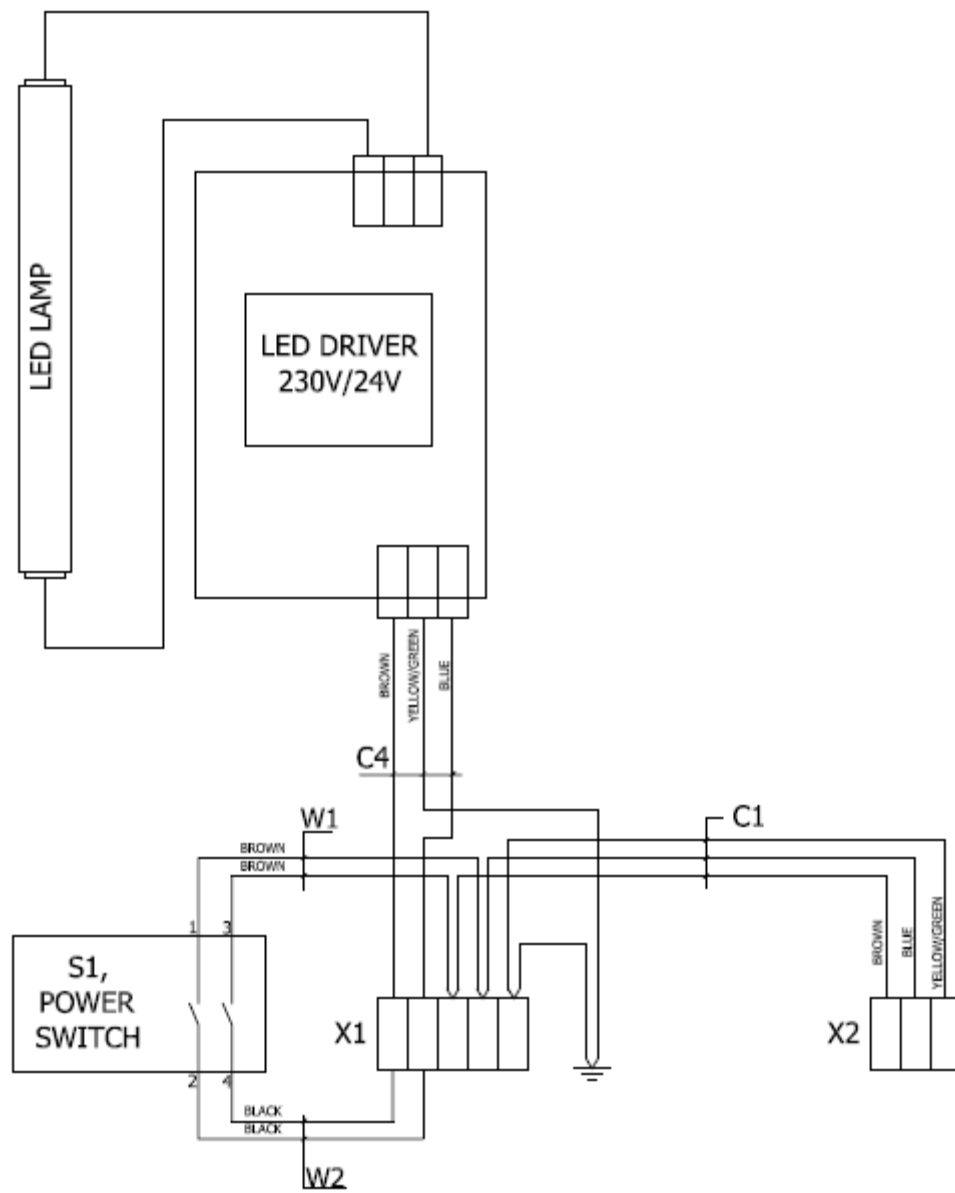 LED LAMP
LED DRIVER
230V/24V
BROWN
YELLOW/GREEN
BLUE
C4
W1
C1
BROWN
BROWN
1
3
S1,
POWER
SWITCH
2
4
X1
BROWN
BLUE
YELLOW/GREEN
X2
BLACK
BLACK
W2